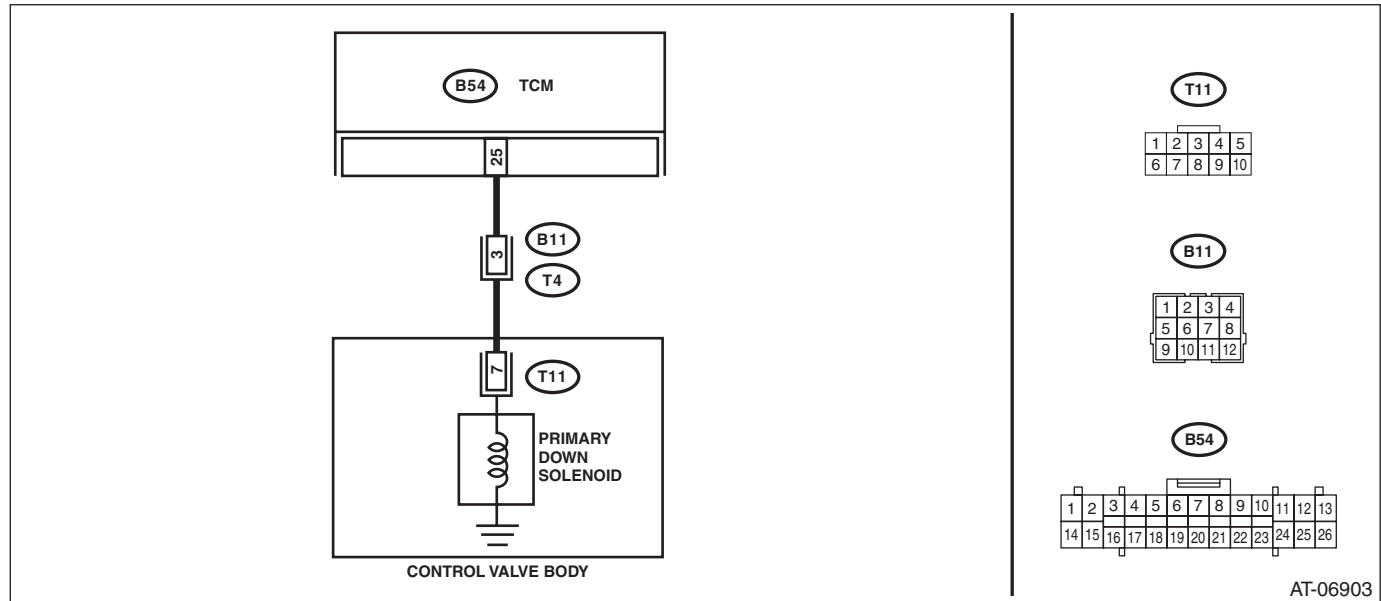 B54 TCM
25
3
B11
T4
7
T11
PRIMARY
DOWN
SOLENOID
CONTROL VALVE BODY
T11
1 2 3 4 5
6 7 8 9 10
B11
1 2 3 4
5 6 7 8
9 10 11 12
B54
1 2 3 4 5 6 7 8 9 10 11 12 13
14 15 16 17 18 19 20 21 22 23 24 25 26
AT-06903